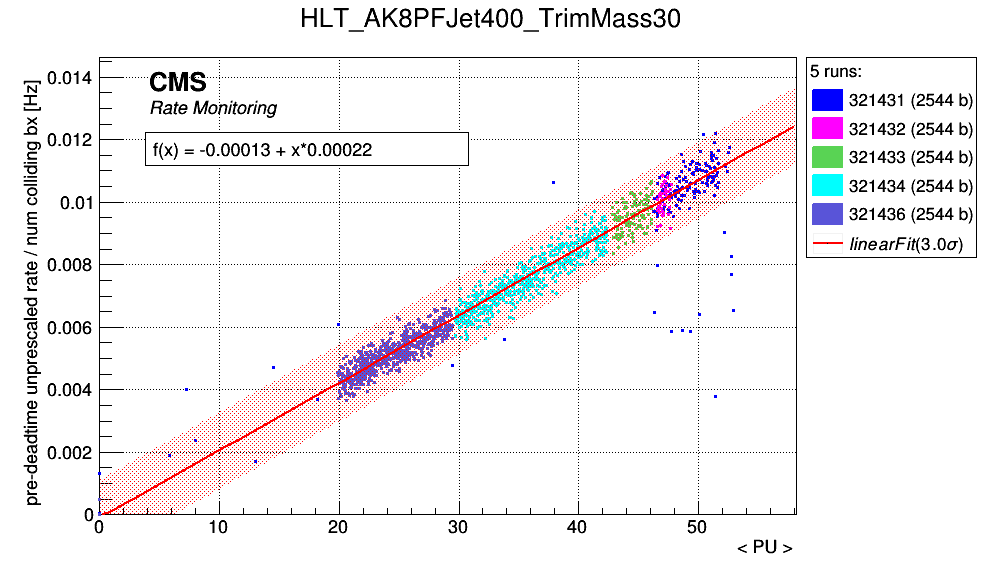 HLT_AK8PFJet400_TrimMass30
pre-deadtime unprescaled rate / num colliding bx [Hz]
0.014
0.012
0.01
0.008
0.006
0.004
0.002
0
CMS
Rate Monitoring
f(x) = -0.00013 + x*0.00022
0 10 20 30 40 50
< PU >
5 runs:
321431 (2544 b)
321432 (2544 b)
321433 (2544 b)
321434 (2544 b)
321436 (2544 b)
linearFit(3.0σ)